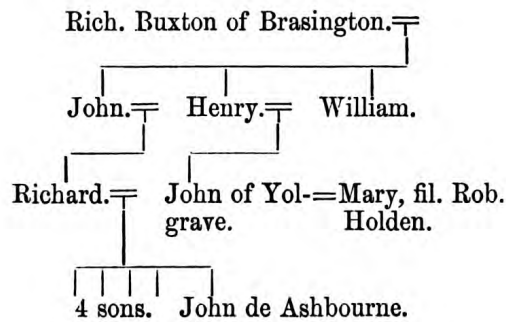 Rich. Buxton of Brasington.
John. Henry. William.
Richard. John of Yol-=Mary, fil. Rob.
grave. Holden.
4 sons. John de Ashbourne.